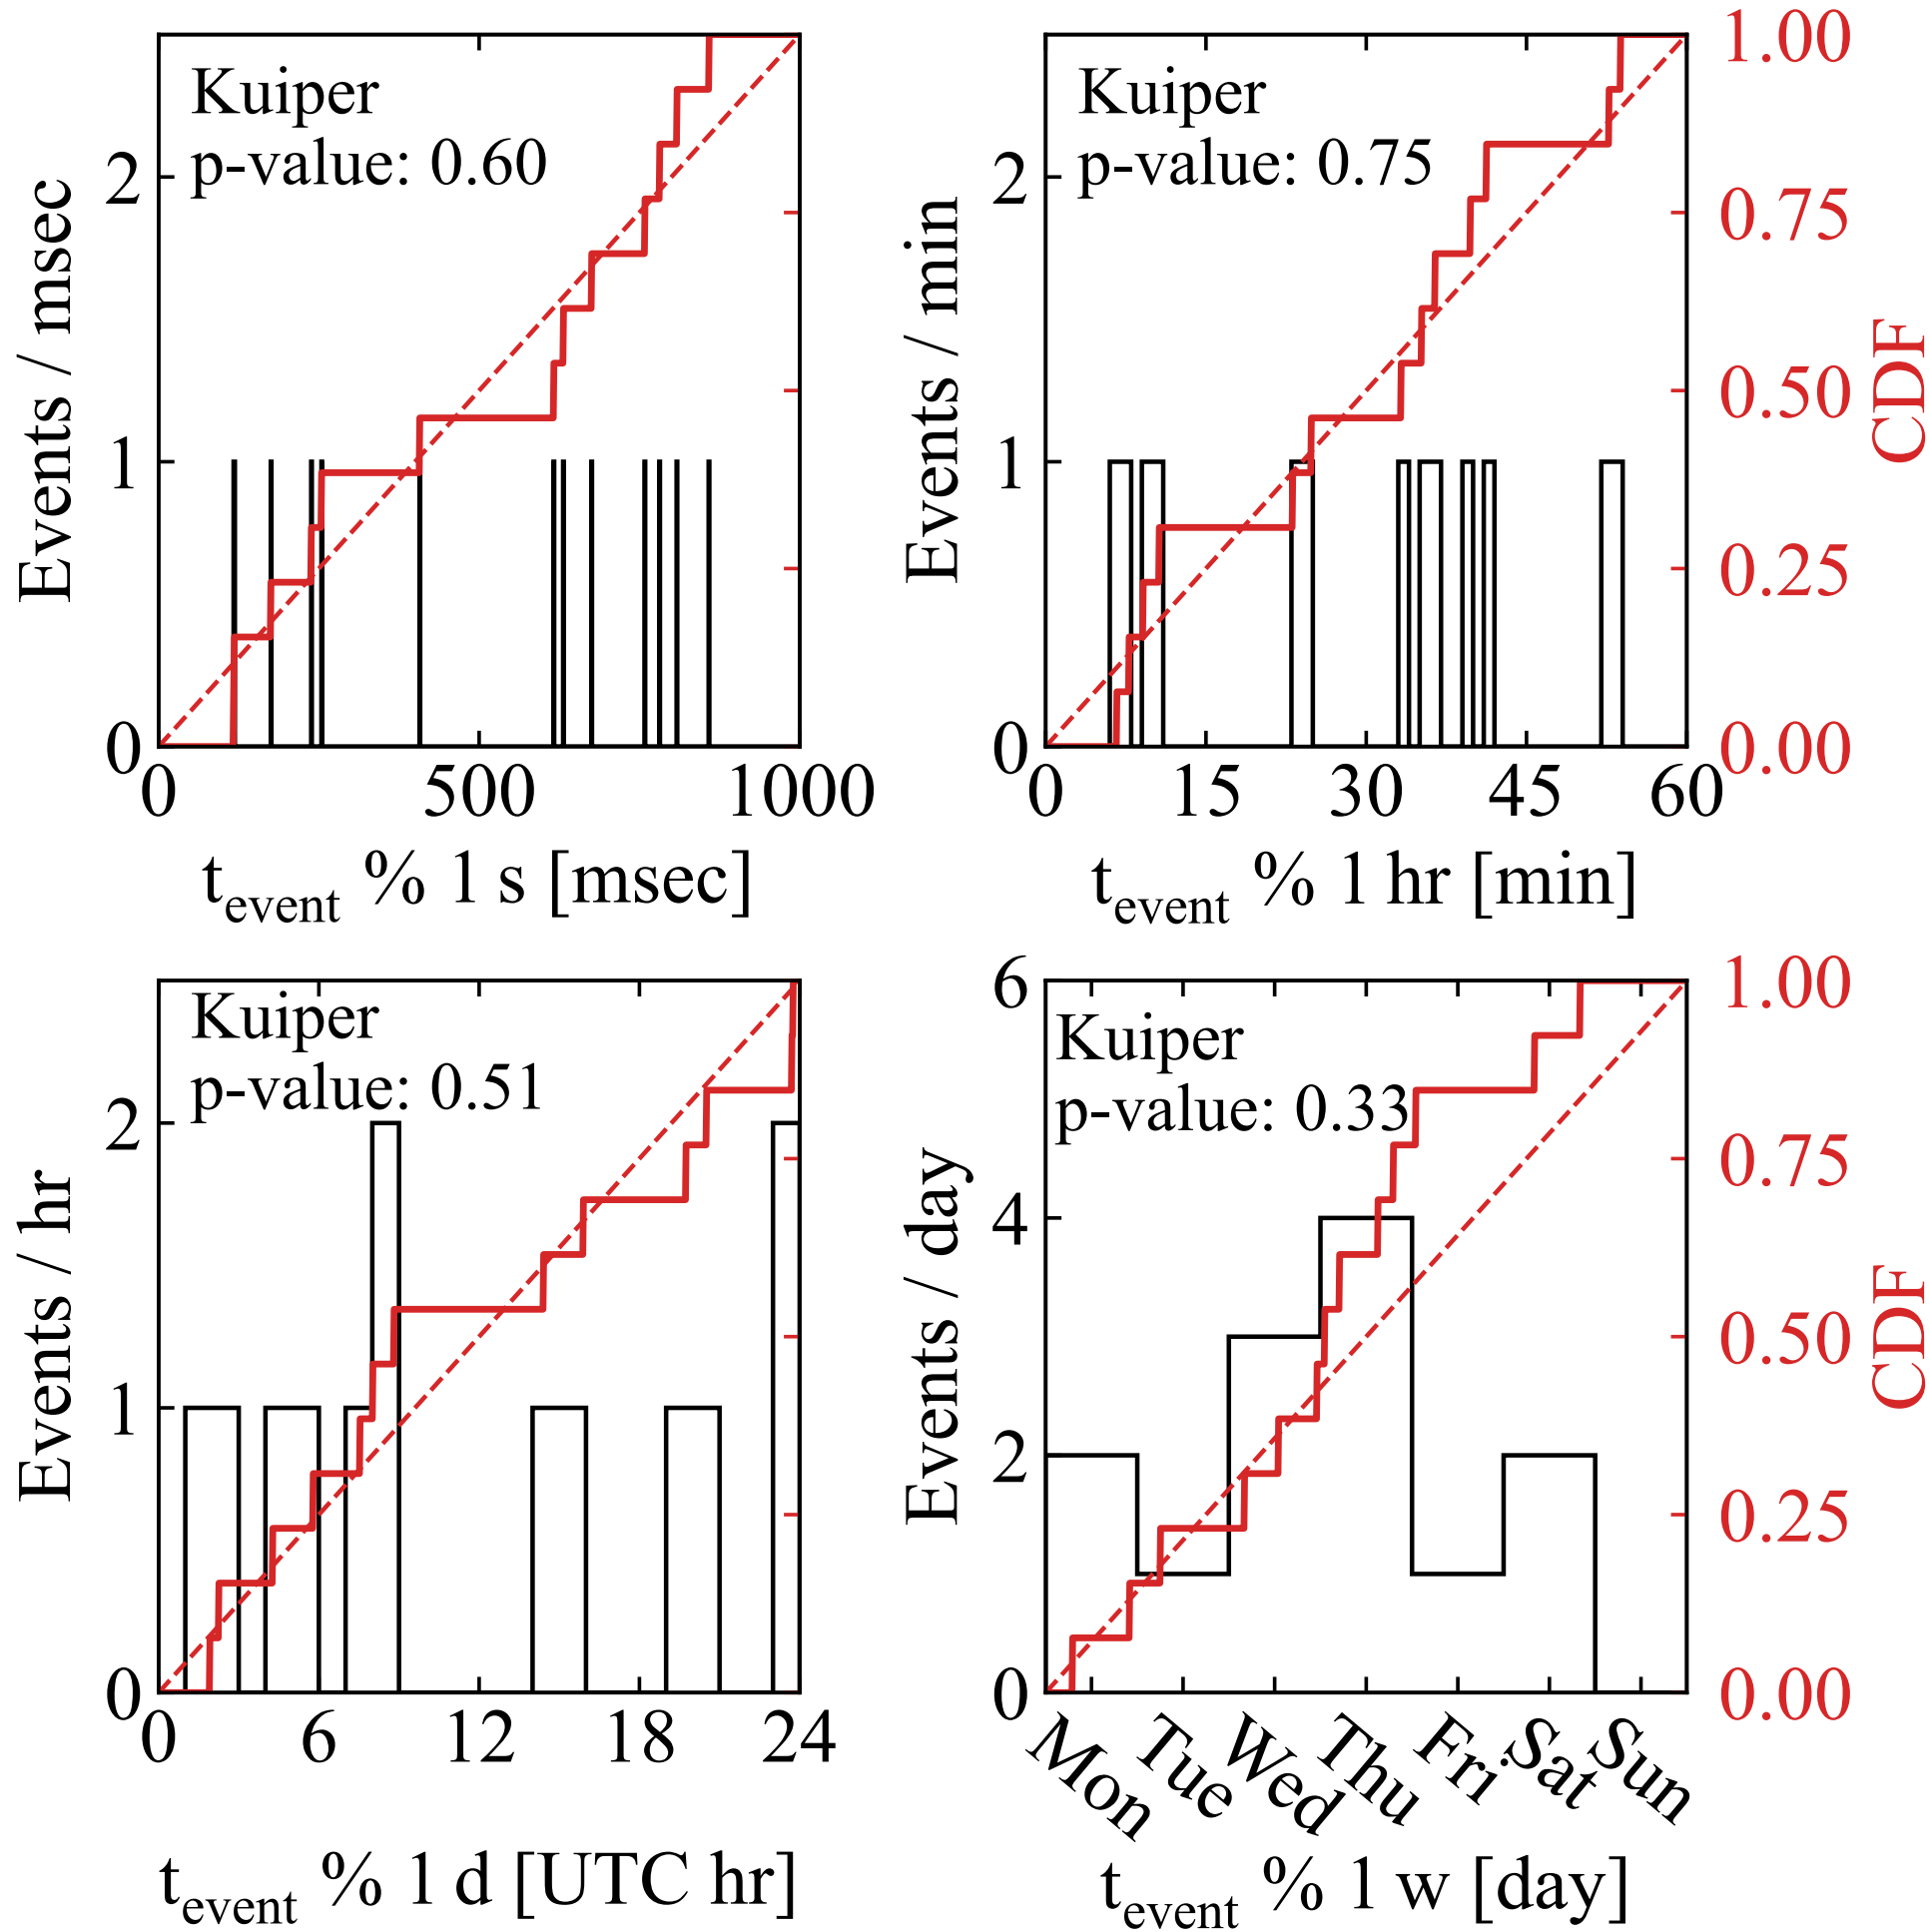 Kuiper
p-value: 0.60
Events / msec
2
1
0
0 500 1000
t_event % 1 s [msec]
Kuiper
p-value: 0.75
Events / min
2
1
0
0 15 30 45 60
t_event % 1 hr [min]
1.00
0.75
0.50
0.25
0.00
CDF
Kuiper
p-value: 0.51
Events / hr
2
1
0
0 6 12 18 24
t_event % 1 d [UTC hr]
Kuiper
p-value: 0.33
Events / day
6
4
2
0
Mon Tue Wed Thu Fri Sat Sun
t_event % 1 w [day]
1.00
0.75
0.50
0.25
0.00
CDF